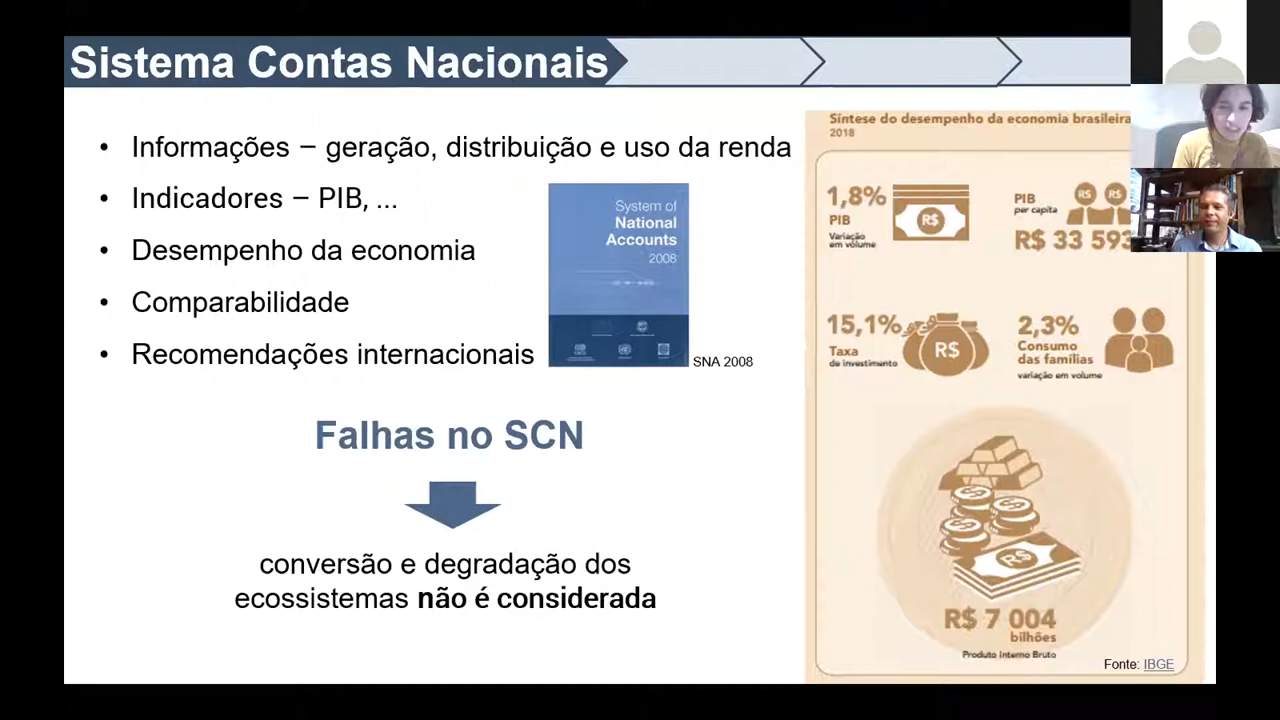 Sistema Contas Nacionais
• Informações – geração, distribuição e uso da renda
• Indicadores – PIB, ...
• Desempenho da economia
• Comparabilidade
• Recomendações internacionais
System of
National
Accounts
2008
SNA 2008
Falhas no SCN
conversão e degradação dos
ecossistemas não é considerada
Síntese do desempenho da economia brasileira
2018
1,8%
PIB
Variação
em volume
R$
PIB
per capita
R$ R$
R$ 33 593
15,1%
Taxa
de investimento
R$
2,3%
Consumo
das famílias
variação em volume
R$
R$ 7 004
bilhões
Produto Interno Bruto
Fonte: IBGE